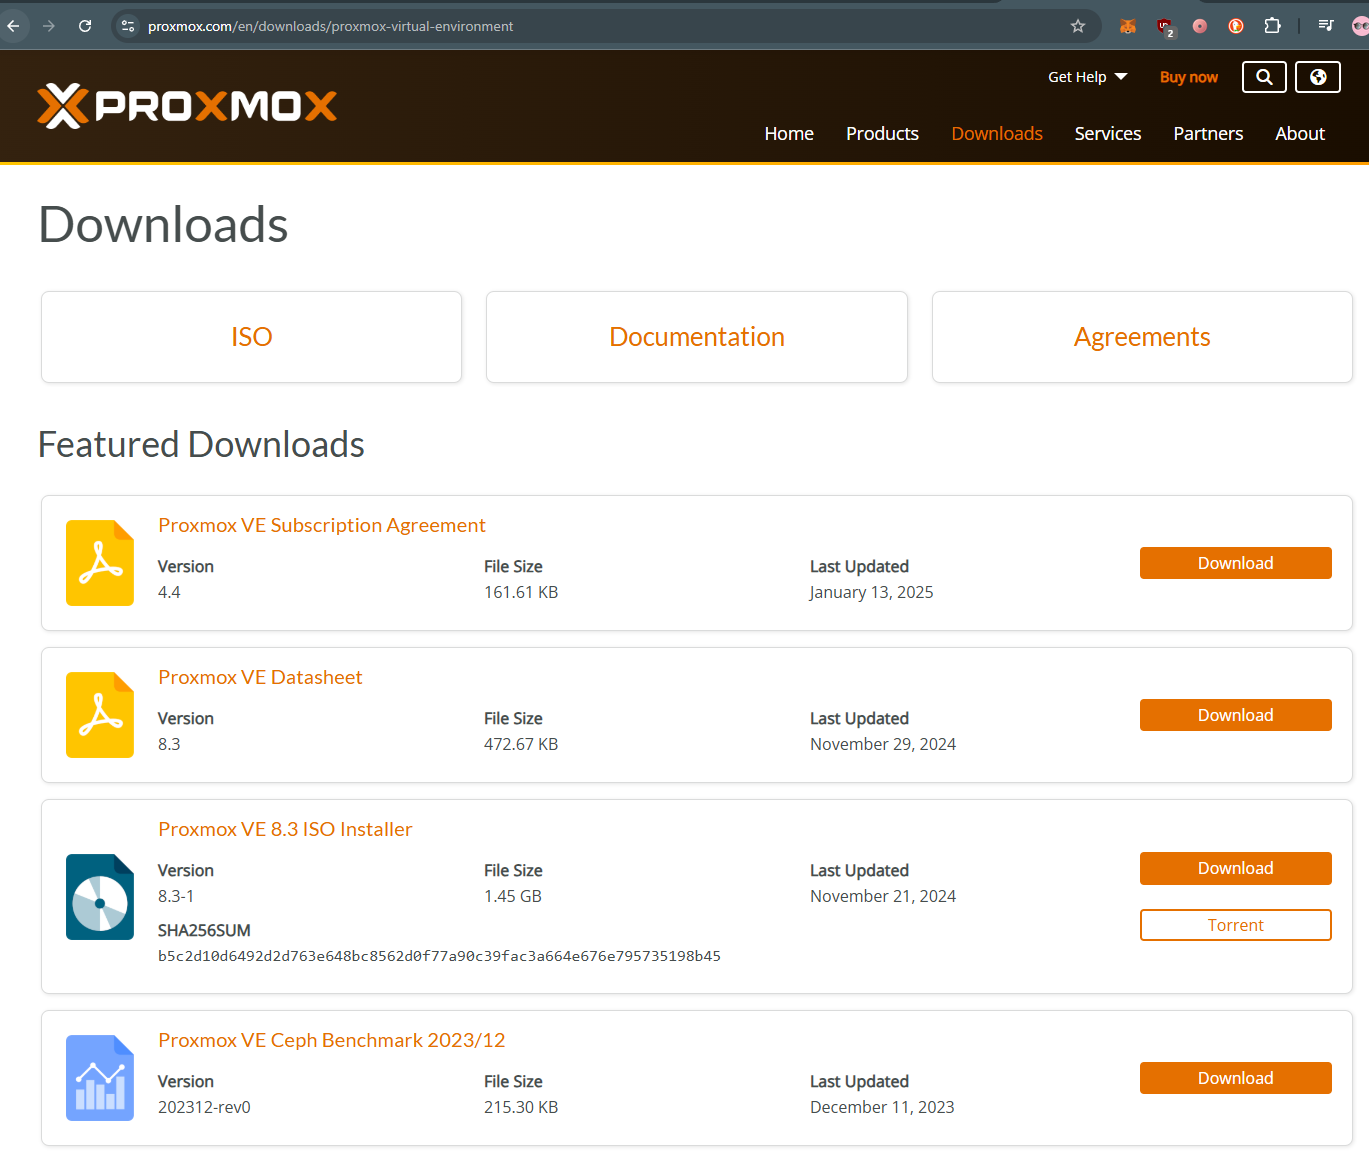 proxmox.com/en/downloads/proxmox-virtual-environment
2
Get Help
Buy now
PROXMOX
Home
Products
Downloads
Services
Partners
About
Downloads
ISO
Documentation
Agreements
Featured Downloads
Proxmox VE Subscription Agreement
Version
File Size
Last Updated
4.4
161.61 KB
January 13, 2025
Download
Proxmox VE Datasheet
Version
File Size
Last Updated
8.3
472.67 KB
November 29, 2024
Download
Proxmox VE 8.3 ISO Installer
Version
File Size
Last Updated
8.3-1
1.45 GB
November 21, 2024
SHA256SUM
b5c2d10d6492d2d763e648bc8562d0f77a90c39fac3a664e676e795735198b45
Download
Torrent
Proxmox VE Ceph Benchmark 2023/12
Version
File Size
Last Updated
202312-rev0
215.30 KB
December 11, 2023
Download